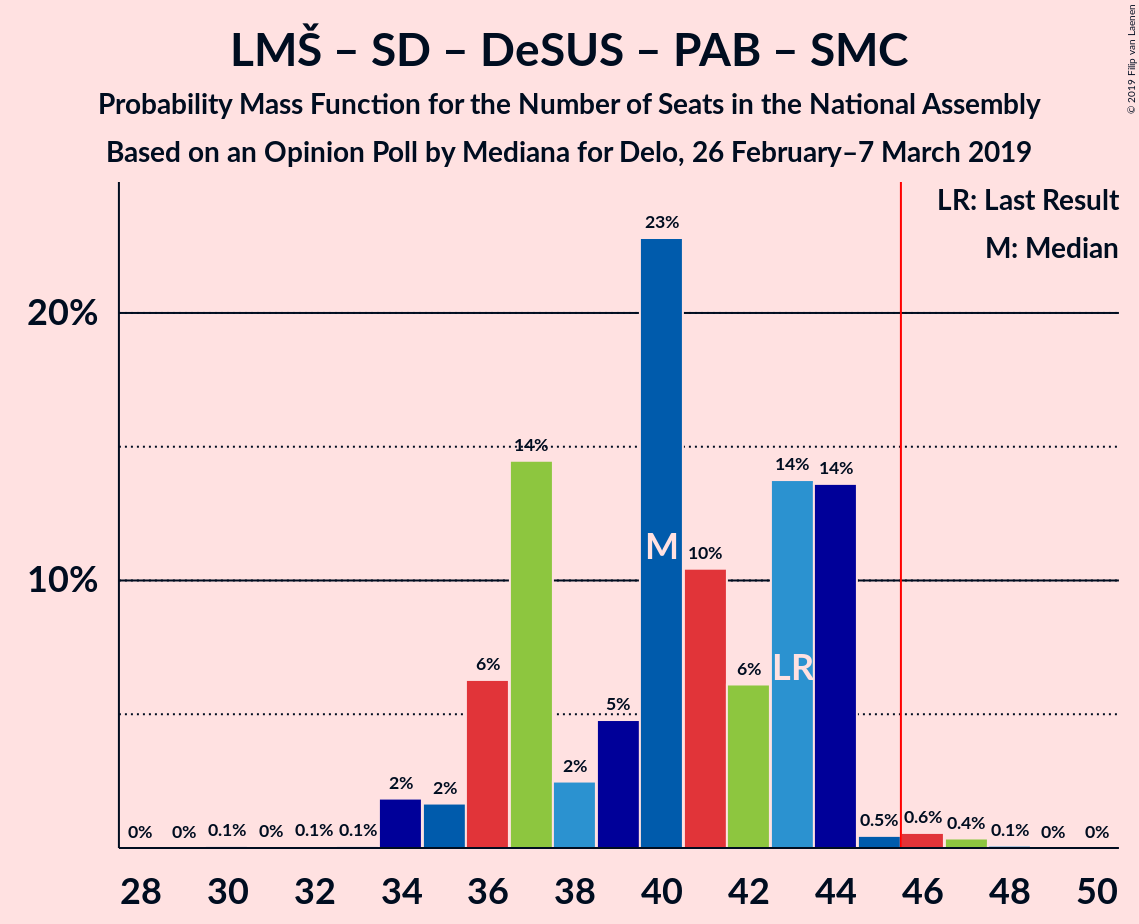 LMŠ – SD – DeSUS – PAB – SMC
Probability Mass Function for the Number of Seats in the National Assembly
Based on an Opinion Poll by Mediana for Delo, 26 February–7 March 2019
© 2019 Filip van Laenen
LR: Last Result
M: Median
20%
10%
0%
0%
0.1%
0%
0.1%
0.1%
2%
2%
6%
14%
2%
5%
23%
10%
6%
14%
14%
0.5%
0.6%
0.4%
0.1%
0%
0%
M
LR
28 30 32 34 36 38 40 42 44 46 48 50